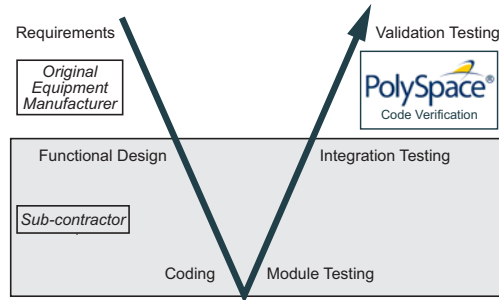 Requirements
Validation Testing
Original
Equipment
Manufacturer
PolySpace®
Code Verification
Functional Design
Integration Testing
Sub-contractor
Coding
Module Testing